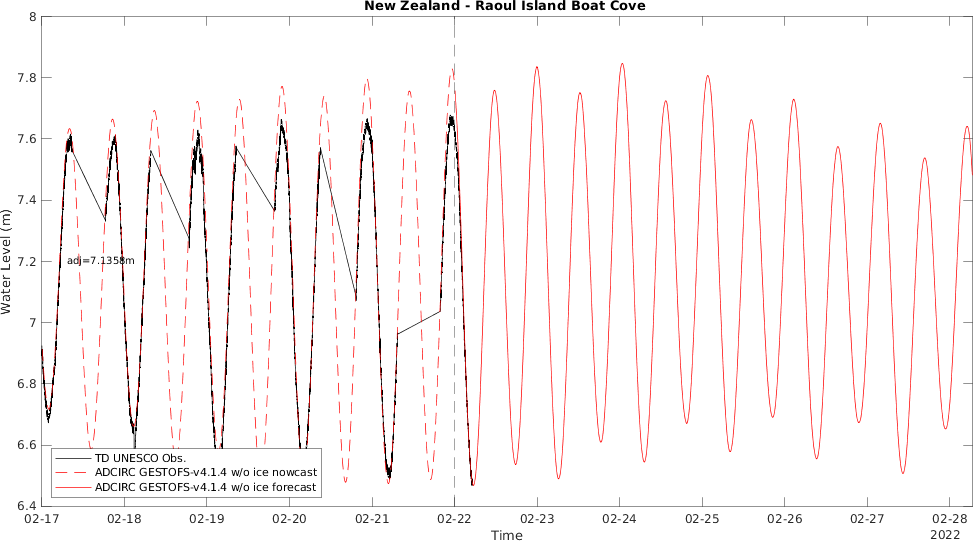 New Zealand - Raoul Island Boat Cove
8
7.8
7.6
7.4
7.2
7
6.8
6.6
6.4
Water Level (m)
adj=7.1358m
TD UNESCO Obs.
ADCIRC GESTOFS-v4.1.4 w/o ice nowcast
ADCIRC GESTOFS-v4.1.4 w/o ice forecast
02-17 02-18 02-19 02-20 02-21 02-22 02-23 02-24 02-25 02-26 02-27 02-28
Time
2022